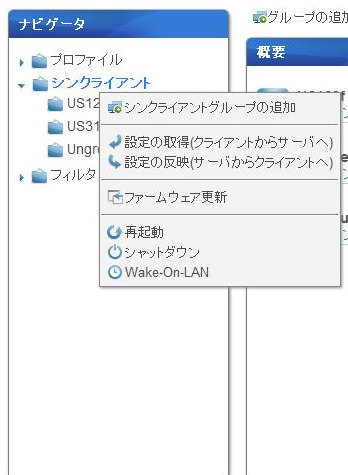 ナビゲータ
グループの追加
概要
プロファイル
シンクライアント
US12
US31
Ungr
フィルタ
シンクライアントグループの追加
設定の取得(クライアントからサーバへ)
設定の反映(サーバからクライアントへ)
ファームウェア更新
再起動
シャットダウン
Wake-On-LAN